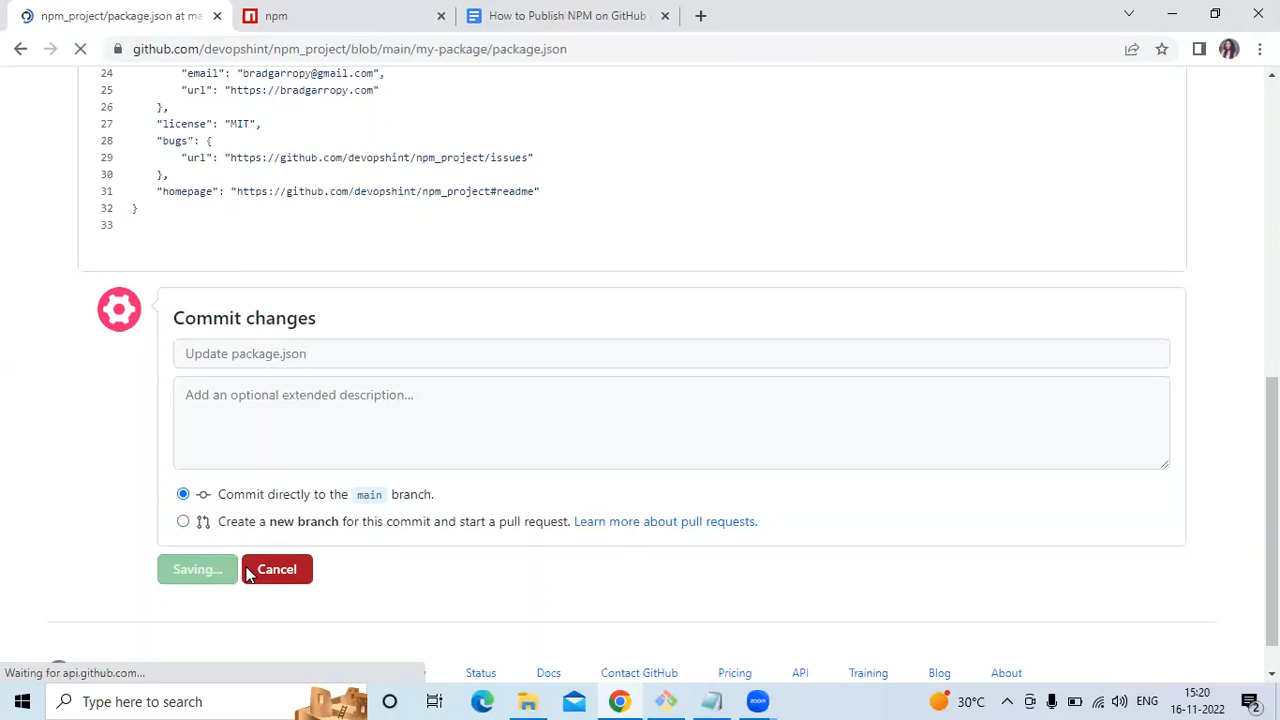 npm_project/package.json at ma
npm
How to Publish NPM on GitHub
github.com/devopshint/npm_project/blob/main/my-package/package.json
24 "email": "bradgarropy@gmail.com",
25 "url": "https://bradgarropy.com"
26 },
27 "license": "MIT",
28 "bugs": {
29 "url": "https://github.com/devopshint/npm_project/issues"
30 },
31 "homepage": "https://github.com/devopshint/npm_project#readme"
32 }
33
Commit changes
Update package.json
Add an optional extended description...
Commit directly to the main branch.
Create a new branch for this commit and start a pull request. Learn more about pull requests.
Saving...
Cancel
Waiting for api.github.com...
Status
Docs
Contact GitHub
Pricing
API
Training
Blog
About
Type here to search
zoom
30°C
ENG
15:20
16-11-2022
2